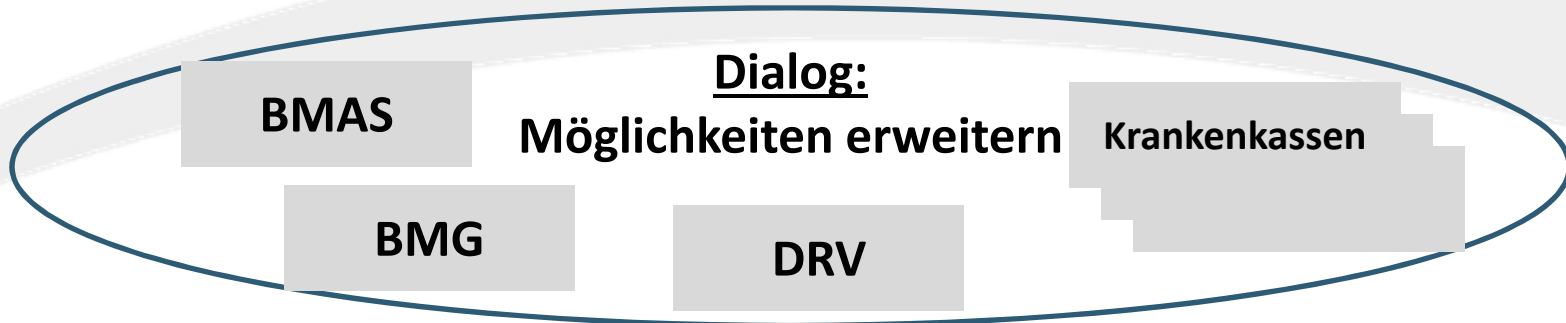 Dialog:
Möglichkeiten erweitern
BMAS
Krankenkassen
BMG
DRV